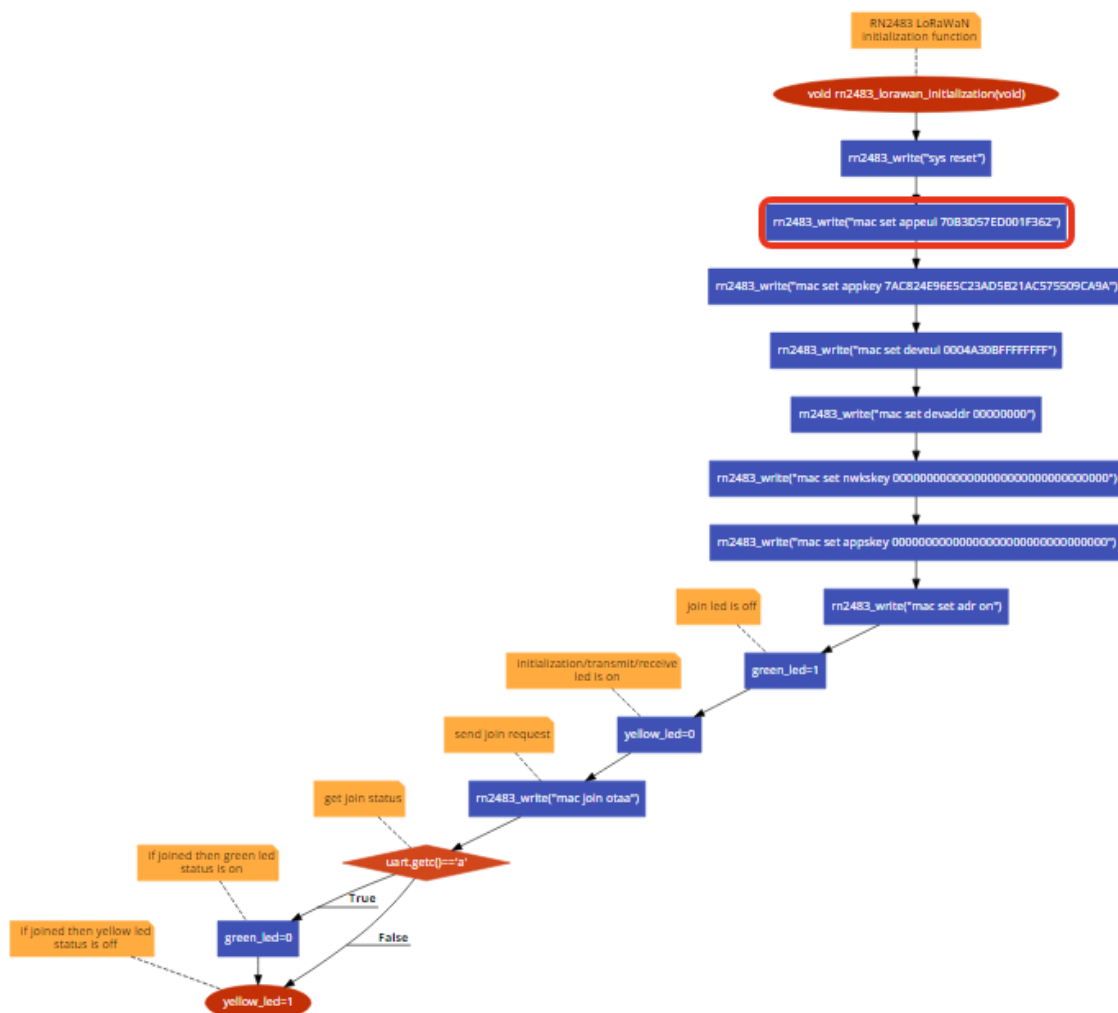 RN2483 LoRaWaN
initialization function
void rn2483_lorawan_initialization(void)
rn2483_write("sys reset")
rn2483_write("mac set appeui 70B3D57ED001F362")
rn2483_write("mac set appkey 7AC824E96E5C23AD5B21AC575509CA9A")
rn2483_write("mac set deveui 0004A30BFFFFFFFF")
rn2483_write("mac set devaddr 00000000")
rn2483_write("mac set nwkskey 00000000000000000000000000000000")
rn2483_write("mac set appskey 00000000000000000000000000000000")
rn2483_write("mac set adr on")
join led is off
green_led=1
initialization/transmit/receive
led is on
yellow_led=0
send join request
rn2483_write("mac join otaa")
get join status
uart.getc()=='a'
True
False
if joined then green led
status is on
green_led=0
if joined then yellow led
status is off
yellow_led=1